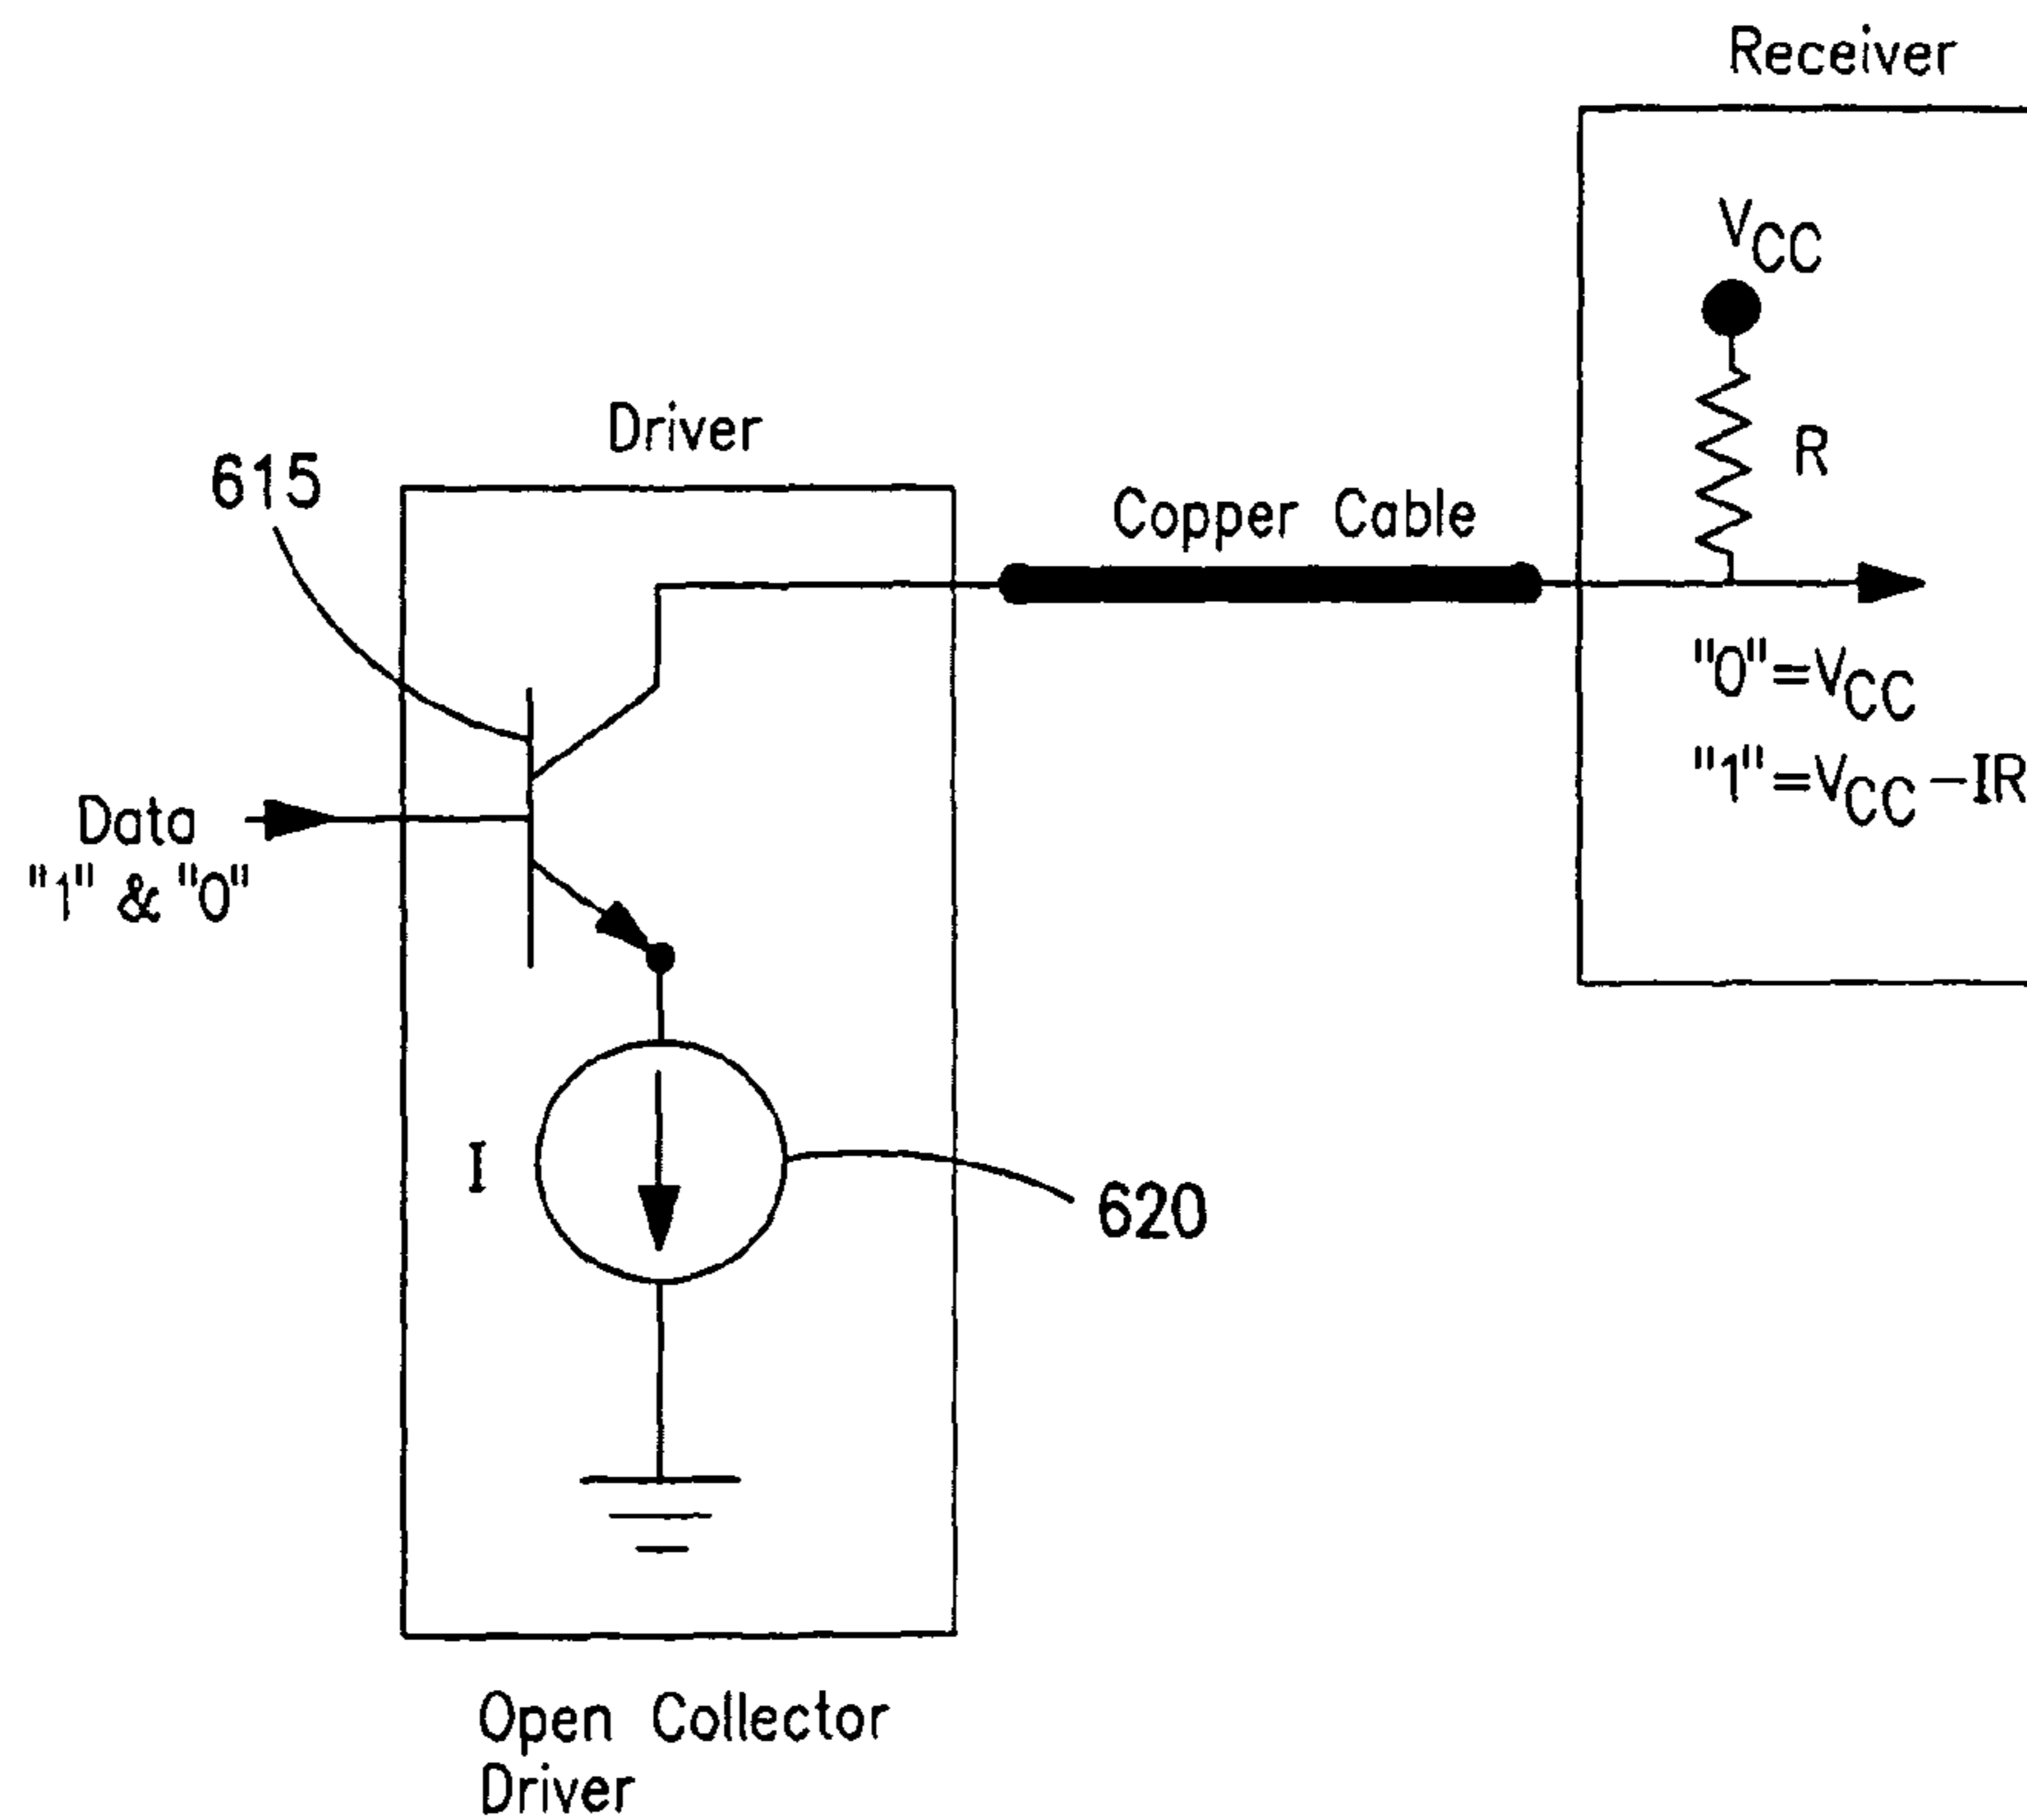 Receiver
VCC
Driver
615
R
Copper Cable
"0"=VCC
"1"=VCC-IR
Data
"1" & "0"
I
620
Open Collector
Driver